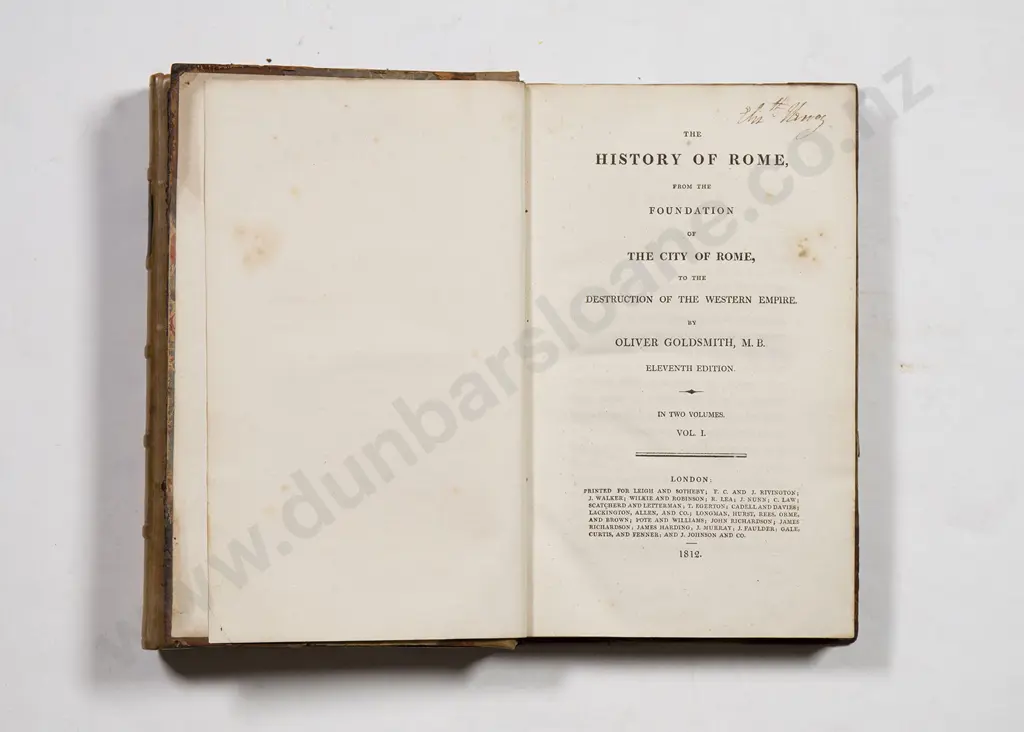 THE
HISTORY OF ROME,
FROM THE
FOUNDATION
OF
THE CITY OF ROME,
TO THE
DESTRUCTION OF THE WESTERN EMPIRE.
BY
OLIVER GOLDSMITH, M. B.
ELEVENTH EDITION.
IN TWO VOLUMES.
VOL. I.
LONDON:
PRINTED FOR LEIGH AND SOTHEBY; F. C. AND J. RIVINGTON;
J. WALKER; WILKIE AND ROBINSON; R. LEA; J. NUNN; C. LAW;
SCATCHERD AND LETTERMAN; T. EGERTON; CADELL AND DAVIES;
LACKINGTON, ALLEN, AND CO.; LONGMAN, HURST, REES, ORME,
AND BROWN; POTE AND WILLIAMS; JOHN RICHARDSON; JAMES
RICHARDSON; JAMES HARDING; J. MURRAY; J. FAULDER; GALE,
CURTIS, AND FENNER; AND J. JOHNSON AND CO.
1812.
www.dunbarsloane.co.nz